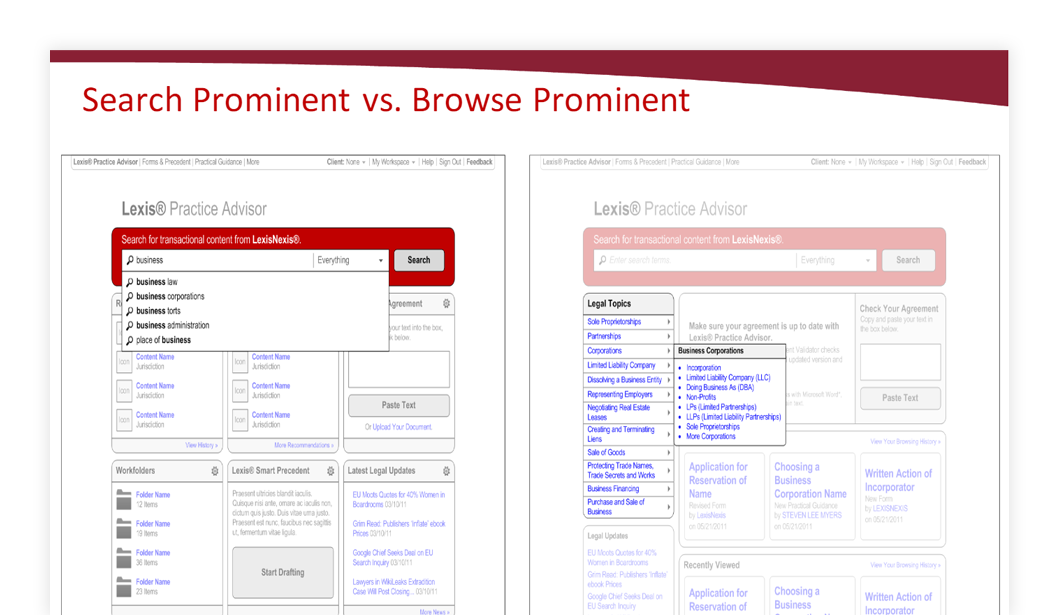 Search Prominent vs. Browse Prominent
Lexis® Practice Advisor | Forms & Precedent | Practical Guidance | More
Client: None | My Workspace | Help | Sign Out | Feedback
Lexis® Practice Advisor
Search for transactional content from LexisNexis®.
business
Everything
Search
business law
business corporations
business torts
business administration
place of business
Agreement
your text into the box,
Icon
Content Name
Jurisdiction
Icon
Content Name
Jurisdiction
Icon
Content Name
Jurisdiction
View History »
Icon
Content Name
Jurisdiction
Icon
Content Name
Jurisdiction
Icon
Content Name
Jurisdiction
More Recommendations »
Paste Text
Or Upload Your Document.
Workfolders
Folder Name
12 Items
Folder Name
19 Items
Folder Name
36 Items
Folder Name
23 Items
Lexis® Smart Precedent
Praesent ultricies blandit iaculis.
Quisque nisi ante, ornare ac iaculis non,
dictum quis justo. Duis vitae urna justo.
Praesent est nunc, faucibus nec sagittis
ut, fermentum vitae ligula.
Start Drafting
Latest Legal Updates
EU Moots Quotes for 40% Women in
Boardrooms 03/10/11
Grim Read: Publishers 'Inflate' ebook
Prices 03/10/11
Google Chief Seeks Deal on EU
Search Inquiry 03/10/11
Lawyers in WikiLeaks Extradition
Case Will Post Closing... 03/10/11
More News »
Lexis® Practice Advisor | Forms & Precedent | Practical Guidance | More
Client: None | My Workspace | Help | Sign Out | Feedback
Lexis® Practice Advisor
Search for transactional content from LexisNexis®.
Enter search terms
Everything
Search
Legal Topics
Sole Proprietorships
Partnerships
Corporations
Limited Liability Company
Dissolving a Business Entity
Representing Employers
Negotiating Real Estate
Leases
Creating and Terminating
Liens
Sale of Goods
Protecting Trade Names,
Trade Secrets and Works
Business Financing
Purchase and Sale of
Business
Business Corporations
Incorporation
Limited Liability Company (LLC)
Doing Business As (DBA)
Non-Profits
LPs (Limited Partnerships)
LLPs (Limited Liability Partnerships)
Sole Proprietorships
More Corporations
Make sure your agreement is up to date with
Lexis® Practice Advisor.
Validator checks
updated version and
with Microsoft Word*,
Check Your Agreement
Copy and paste your text in
the box below.
Paste Text
View Your Browsing History »
Application for
Reservation of
Name
Revised Form
by LexisNexis
on 05/21/2011
Choosing a
Business
Corporation Name
New Practical Guidance
by STEVEN LEE MYERS
on 05/21/2011
Written Action of
Incorporator
New Form
by LEXISNEXIS
on 05/21/2011
Legal Updates
EU Moots Quotes for 40%
Women in Boardrooms
Grim Read: Publishers 'Inflate'
ebook Prices
Google Chief Seeks Deal on
EU Search Inquiry
Recently Viewed
View Your Browsing History »
Application for
Reservation of
Choosing a
Business
Written Action of
Incorporator